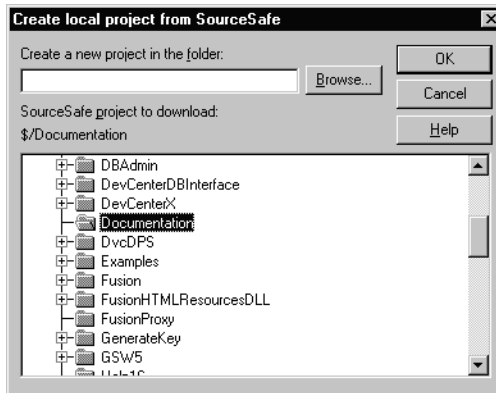 Create local project from SourceSafe
Create a new project in the folder:
OK
Browse...
Cancel
SourceSafe project to download:
Help
$/Documentation
DBAdmin
DevCenterDBInterface
DevCenterX
Documentation
DvcDPS
Examples
Fusion
FusionHTMLResourcesDLL
FusionProxy
GenerateKey
GSW5